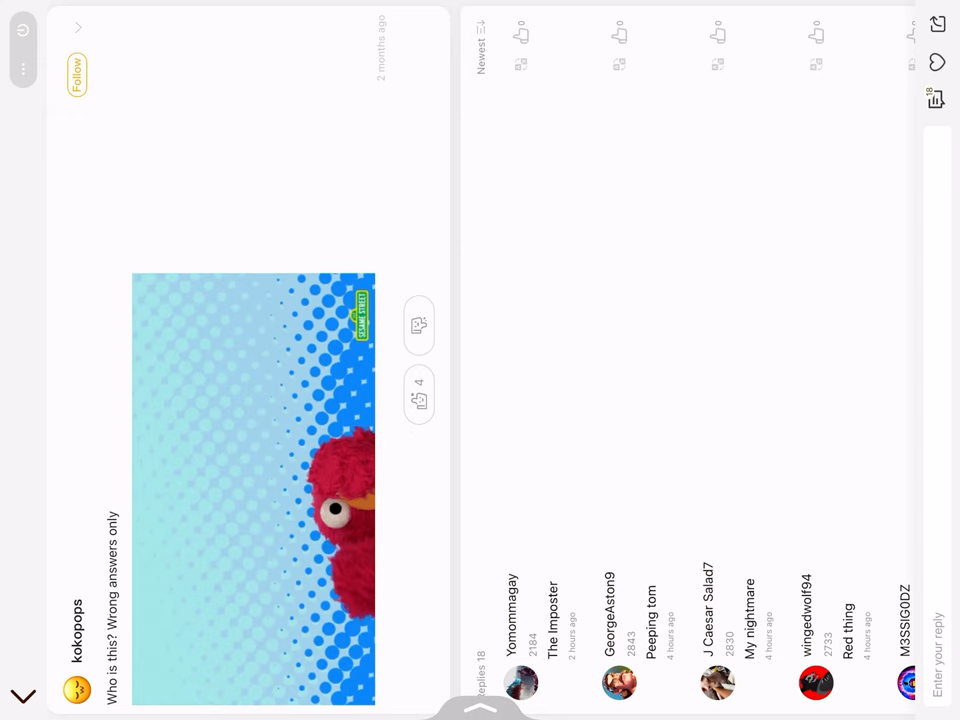 kokopops
Follow
Who is this? Wrong answers only
SESAME STREET
4
2 months ago
Replies 18
Newest
Yomommagay
2184
The Imposter
2 hours ago
0
GeorgeAston9
2843
Peeping tom
4 hours ago
0
J Caesar Salad7
2830
My nightmare
4 hours ago
0
wingedwolf94
2733
Red thing
4 hours ago
0
M3SSIG0DZ
0
Enter your reply
18